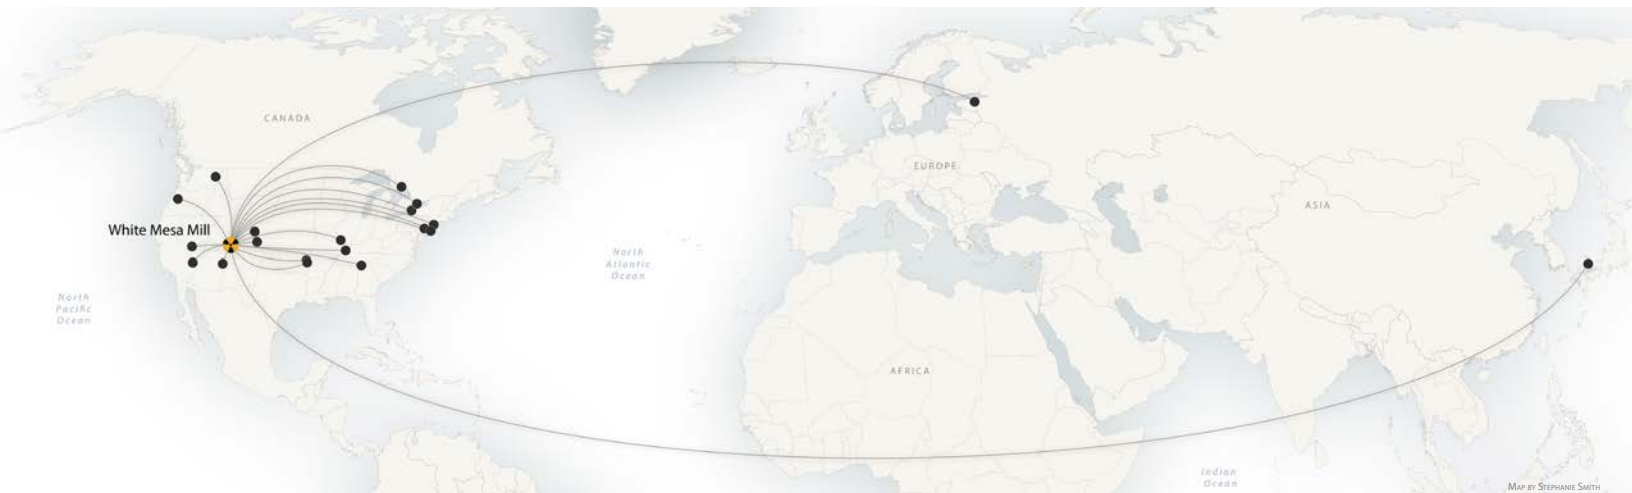 CANADA
EUROPE
ASIA
White Mesa Mill
North
Atlantic
Ocean
North
Pacific
Ocean
AFRICA
Indian
Ocean
MAP BY STEPHANIE SMITH